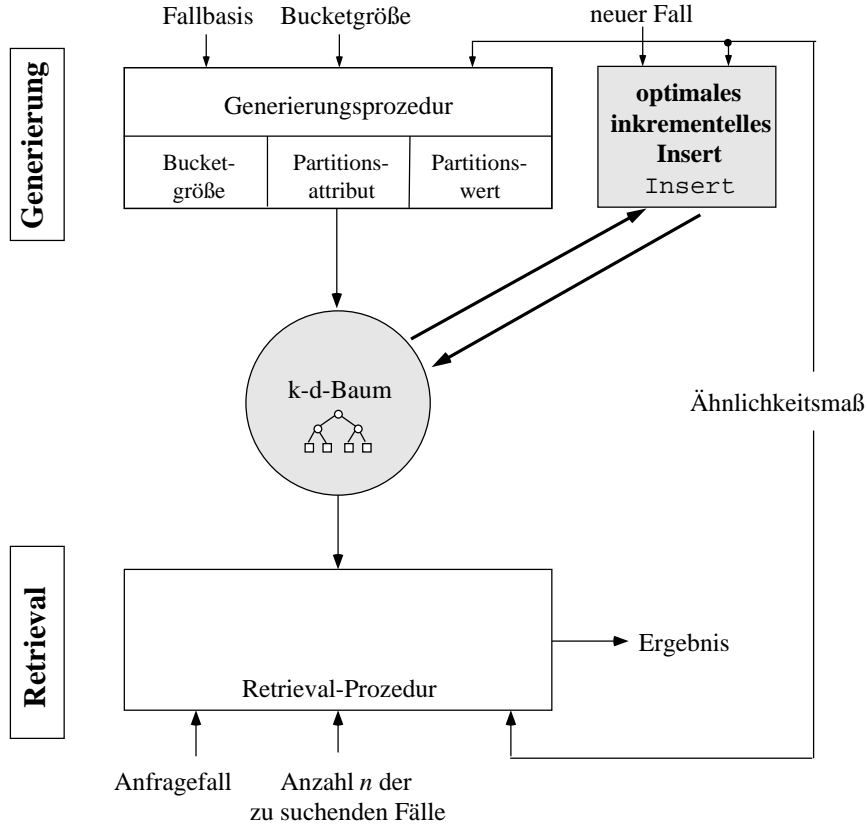 Fallbasis
Bucketgröße
neuer Fall
Generierung
Generierungsprozedur
Bucket-
größe
Partitions-
attribut
Partitions-
wert
optimales
inkrementelles
Insert
Insert
k-d-Baum
Ähnlichkeitsmaß
Retrieval
Retrieval-Prozedur
Ergebnis
Anfragefall
Anzahl n der
zu suchenden Fälle